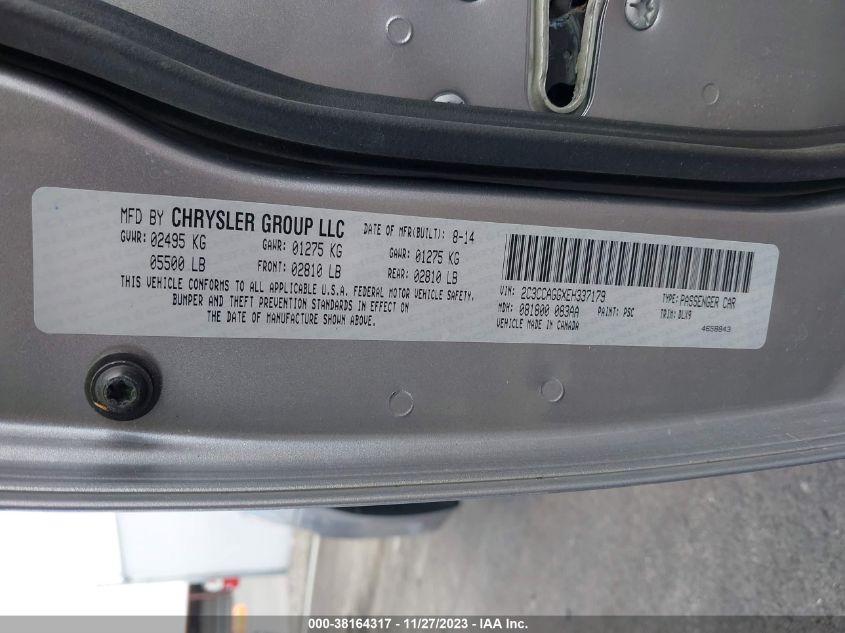 MFD BY CHRYSLER GROUP LLC DATE OF MFR(BUILT): 8-14
GVWR: 02495 KG GAWR: 01275 KG GAWR: 01275 KG
05500 LB FRONT: 02810 LB REAR: 02810 LB
THIS VEHICLE CONFORMS TO ALL APPLICABLE U.S.A. FEDERAL MOTOR VEHICLE SAFETY,
BUMPER AND THEFT PREVENTION STANDARDS IN EFFECT ON
THE DATE OF MANUFACTURE SHOWN ABOVE.
VIN: 2C3CCAGGXEH337179 TYPE: PASSENGER CAR
MDH: 081800 083AA PAINT: PSC TRIM: DLX9
VEHICLE MADE IN CANADA 4658843
000-38164317 - 11/27/2023 - IAA Inc.